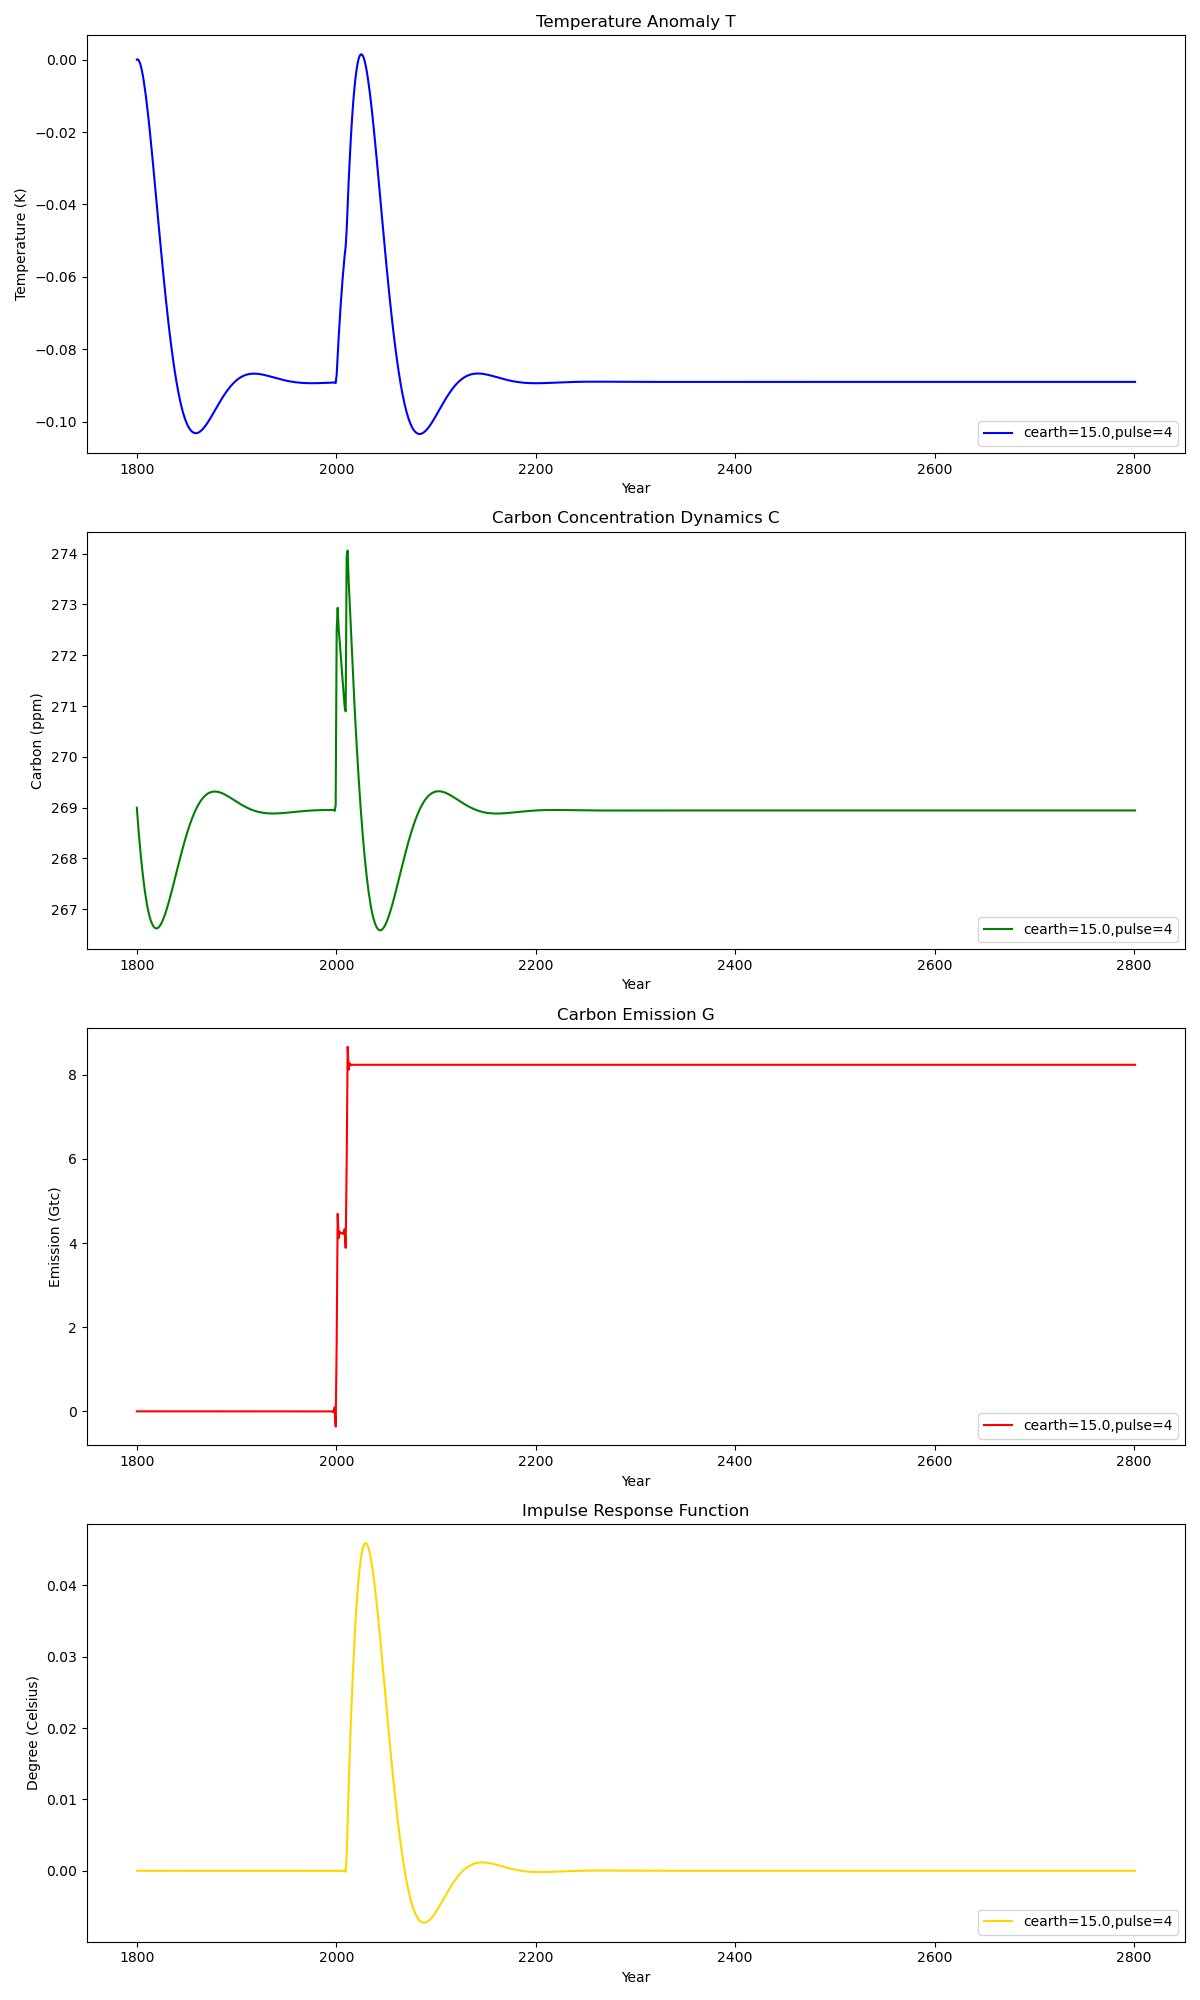 Temperature Anomaly T
0.00
−0.02
−0.04
−0.06
−0.08
−0.10
Temperature (K)
cearth=15.0,pulse=4
1800 2000 2200 2400 2600 2800
Year
Carbon Concentration Dynamics C
274
273
272
271
270
269
268
267
Carbon (ppm)
cearth=15.0,pulse=4
1800 2000 2200 2400 2600 2800
Year
Carbon Emission G
8
6
4
2
0
Emission (Gtc)
cearth=15.0,pulse=4
1800 2000 2200 2400 2600 2800
Year
Impulse Response Function
0.04
0.03
0.02
0.01
0.00
Degree (Celsius)
cearth=15.0,pulse=4
1800 2000 2200 2400 2600 2800
Year